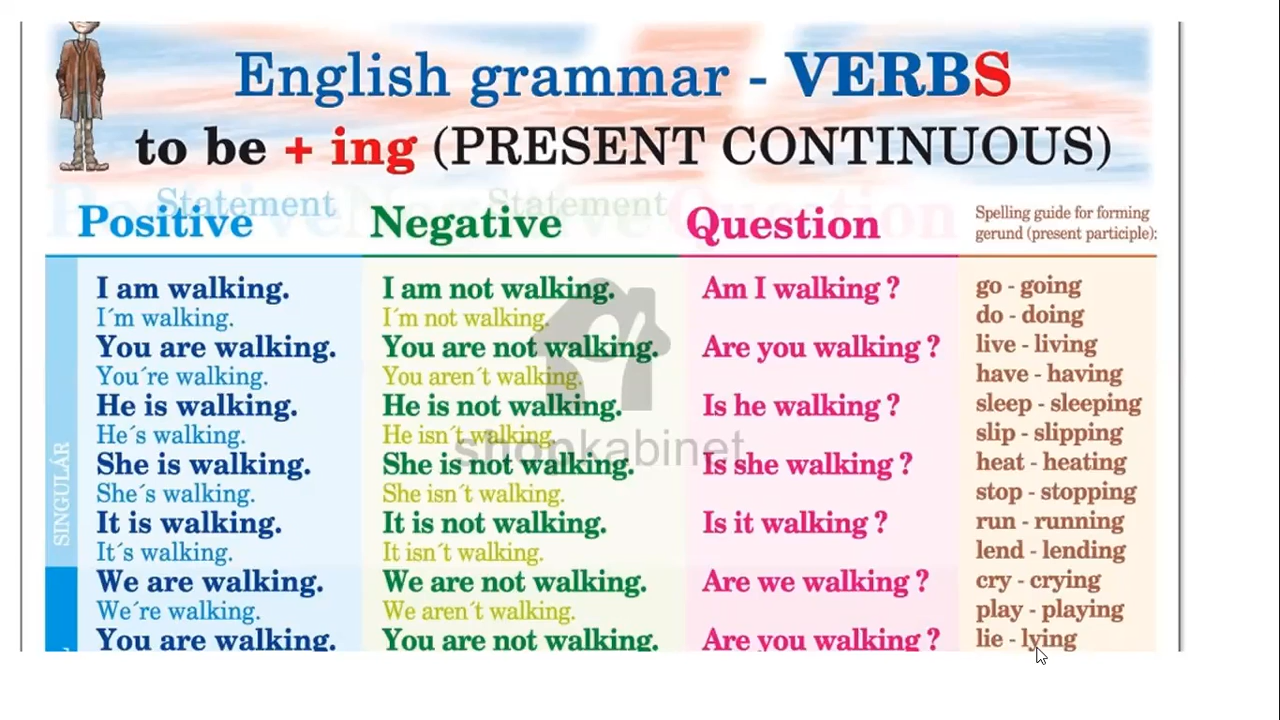 English grammar - VERBS
to be + ing (PRESENT CONTINUOUS)
Positive Statement
Negative Statement
Question
Spelling guide for forming
gerund (present participle):
SINGULÁR
I am walking.
I´m walking.
You are walking.
You´re walking.
He is walking.
He´s walking.
She is walking.
She´s walking.
It is walking.
It´s walking.
We are walking.
We´re walking.
You are walking.
I am not walking.
I´m not walking.
You are not walking.
You aren´t walking.
He is not walking.
He isn´t walking.
She is not walking.
She isn´t walking.
It is not walking.
It isn´t walking.
We are not walking.
We aren´t walking.
You are not walking.
Am I walking ?
Are you walking ?
Is he walking ?
Is she walking ?
Is it walking ?
Are we walking ?
Are you walking ?
go - going
do - doing
live - living
have - having
sleep - sleeping
slip - slipping
heat - heating
stop - stopping
run - running
lend - lending
cry - crying
play - playing
lie - lying
shopkabinet